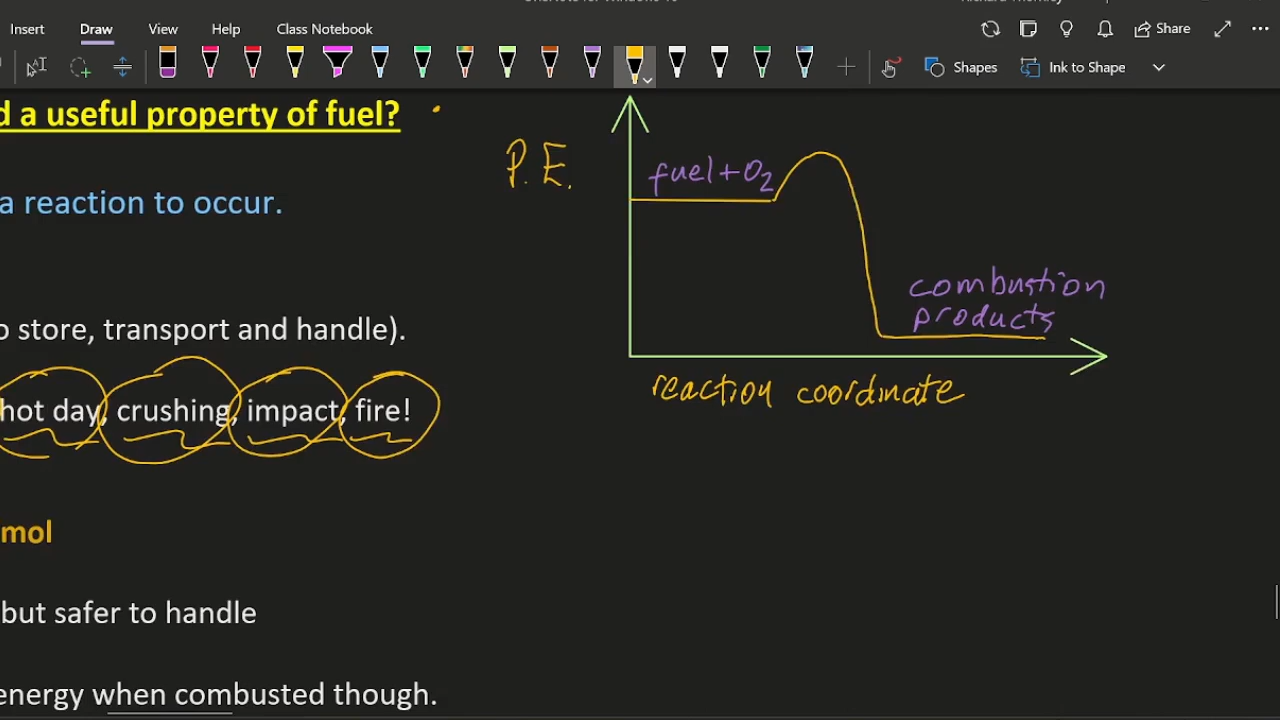 Insert Draw View Help Class Notebook Share
Shapes Ink to Shape
d a useful property of fuel?
P.E.
fuel + O2
a reaction to occur.
combustion
products
o store, transport and handle).
reaction coordinate
hot day, crushing, impact, fire!
mol
but safer to handle
energy when combusted though.